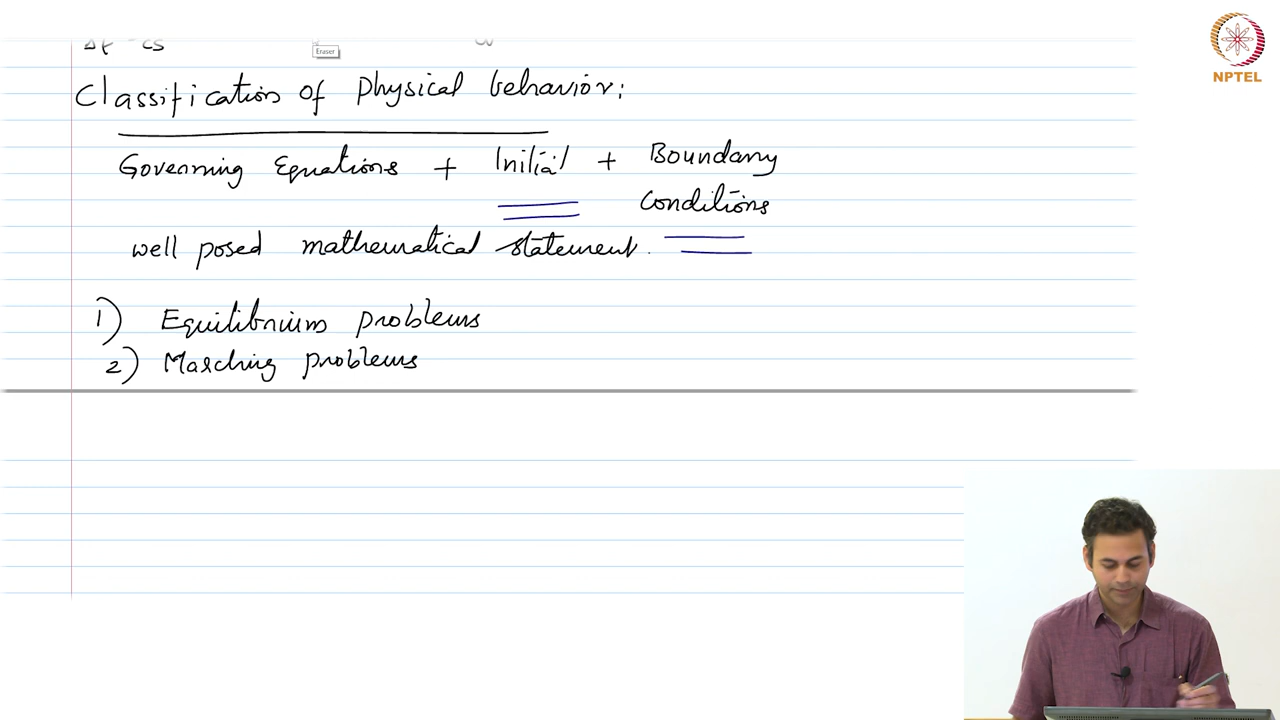 Eraser
NPTEL
Classification of Physical behavior:
Governing Equations + Initial + Boundary
Conditions
well posed mathematical statement.
1) Equilibrium problems
2) Marching problems